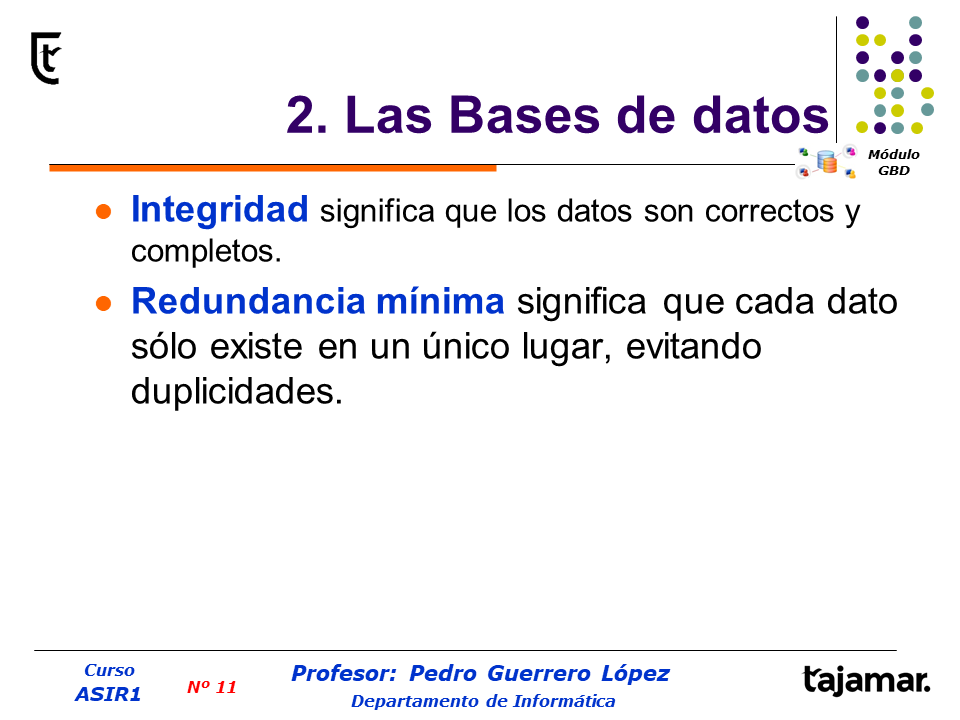 2. Las Bases de datos
Módulo
GBD
Integridad significa que los datos son correctos y
completos.
Redundancia mínima significa que cada dato
sólo existe en un único lugar, evitando
duplicidades.
Curso
ASIR1
Nº 11
Profesor: Pedro Guerrero López
Departamento de Informática
tajamar.